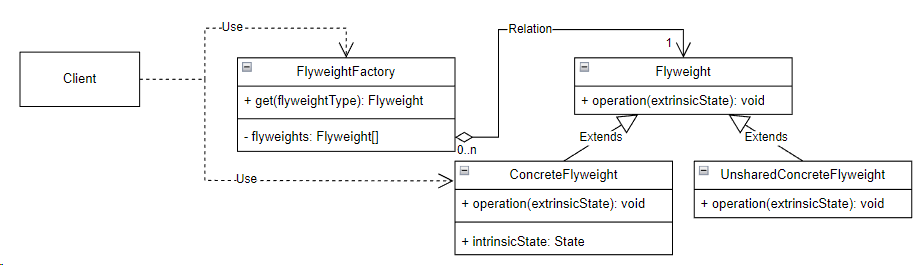 Use
Relation
1
Client
FlyweightFactory
+ get(flyweightType): Flyweight
- flyweights: Flyweight[]
0..n
Flyweight
+ operation(extrinsicState): void
Extends
Extends
Use
ConcreteFlyweight
+ operation(extrinsicState): void
+ intrinsicState: State
UnsharedConcreteFlyweight
+ operation(extrinsicState): void